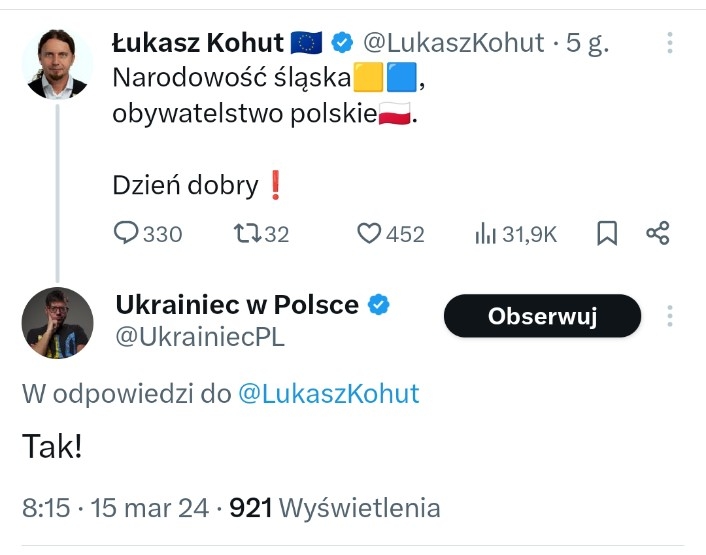 Łukasz Kohut 🇪🇺 @LukaszKohut · 5 g.
Narodowość śląska🟨🟦,
obywatelstwo polskie🇵🇱.
Dzień dobry❗
330 32 452 31,9K
Ukrainiec w Polsce
@UkrainiecPL
Obserwuj
W odpowiedzi do @LukaszKohut
Tak!
8:15 · 15 mar 24 · 921 Wyświetlenia